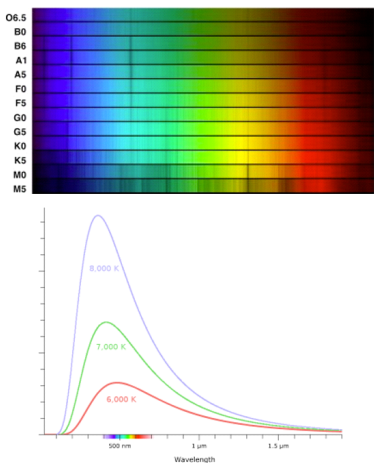 O6.5
B0
B6
A1
A5
F0
F5
G0
G5
K0
K5
M0
M5
8,000 K
7,000 K
6,000 K
500 nm 1 µm 1.5 µm
Wavelength